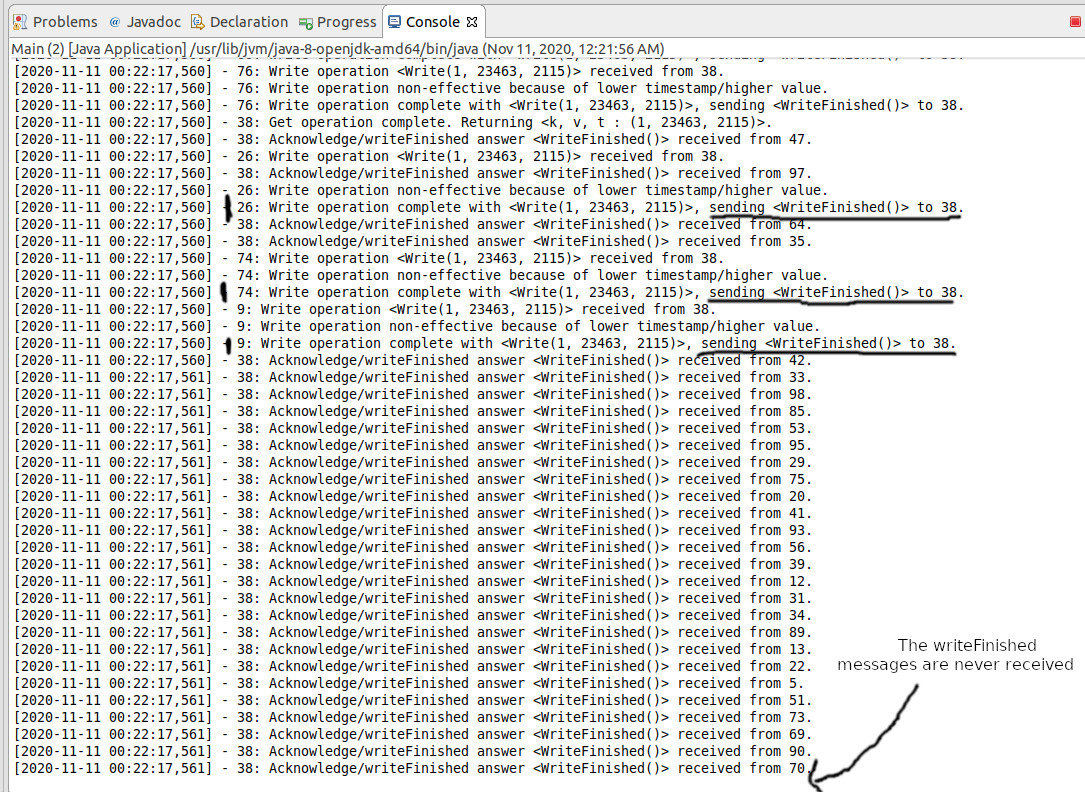 Problems @ Javadoc Declaration Progress Console
Main (2) [Java Application] /usr/lib/jvm/java-8-openjdk-amd64/bin/java (Nov 11, 2020, 12:21:56 AM)
[2020-11-11 00:22:17,560] - 76: Write operation <Write(1, 23463, 2115)> received from 38.
[2020-11-11 00:22:17,560] - 76: Write operation non-effective because of lower timestamp/higher value.
[2020-11-11 00:22:17,560] - 76: Write operation complete with <Write(1, 23463, 2115)>, sending <WriteFinished()> to 38.
[2020-11-11 00:22:17,560] - 38: Get operation complete. Returning <k, v, t : (1, 23463, 2115)>.
[2020-11-11 00:22:17,560] - 38: Acknowledge/writeFinished answer <WriteFinished()> received from 47.
[2020-11-11 00:22:17,560] - 26: Write operation <Write(1, 23463, 2115)> received from 38.
[2020-11-11 00:22:17,560] - 38: Acknowledge/writeFinished answer <WriteFinished()> received from 97.
[2020-11-11 00:22:17,560] - 26: Write operation non-effective because of lower timestamp/higher value.
[2020-11-11 00:22:17,560] - 26: Write operation complete with <Write(1, 23463, 2115)>, sending <WriteFinished()> to 38.
[2020-11-11 00:22:17,560] - 38: Acknowledge/writeFinished answer <WriteFinished()> received from 64.
[2020-11-11 00:22:17,560] - 38: Acknowledge/writeFinished answer <WriteFinished()> received from 35.
[2020-11-11 00:22:17,560] - 74: Write operation <Write(1, 23463, 2115)> received from 38.
[2020-11-11 00:22:17,560] - 74: Write operation non-effective because of lower timestamp/higher value.
[2020-11-11 00:22:17,560] 74: Write operation complete with <Write(1, 23463, 2115)>, sending <WriteFinished()> to 38.
[2020-11-11 00:22:17,560] - 9: Write operation <Write(1, 23463, 2115)> received from 38.
[2020-11-11 00:22:17,560] - 9: Write operation non-effective because of lower timestamp/higher value.
[2020-11-11 00:22:17,560] - 9: Write operation complete with <Write(1, 23463, 2115)>, sending <WriteFinished()> to 38.
[2020-11-11 00:22:17,560] - 38: Acknowledge/writeFinished answer <WriteFinished()> received from 42.
[2020-11-11 00:22:17,561] - 38: Acknowledge/writeFinished answer <WriteFinished()> received from 33.
[2020-11-11 00:22:17,561] - 38: Acknowledge/writeFinished answer <WriteFinished()> received from 98.
[2020-11-11 00:22:17,561] - 38: Acknowledge/writeFinished answer <WriteFinished()> received from 85.
[2020-11-11 00:22:17,561] - 38: Acknowledge/writeFinished answer <WriteFinished()> received from 53.
[2020-11-11 00:22:17,561] - 38: Acknowledge/writeFinished answer <WriteFinished()> received from 95.
[2020-11-11 00:22:17,561] - 38: Acknowledge/writeFinished answer <WriteFinished()> received from 29.
[2020-11-11 00:22:17,561] - 38: Acknowledge/writeFinished answer <WriteFinished()> received from 75.
[2020-11-11 00:22:17,561] - 38: Acknowledge/writeFinished answer <WriteFinished()> received from 20.
[2020-11-11 00:22:17,561] - 38: Acknowledge/writeFinished answer <WriteFinished()> received from 41.
[2020-11-11 00:22:17,561] - 38: Acknowledge/writeFinished answer <WriteFinished()> received from 93.
[2020-11-11 00:22:17,561] - 38: Acknowledge/writeFinished answer <WriteFinished()> received from 56.
[2020-11-11 00:22:17,561] - 38: Acknowledge/writeFinished answer <WriteFinished()> received from 39.
[2020-11-11 00:22:17,561] - 38: Acknowledge/writeFinished answer <WriteFinished()> received from 12.
[2020-11-11 00:22:17,561] - 38: Acknowledge/writeFinished answer <WriteFinished()> received from 31.
[2020-11-11 00:22:17,561] - 38: Acknowledge/writeFinished answer <WriteFinished()> received from 34.
[2020-11-11 00:22:17,561] - 38: Acknowledge/writeFinished answer <WriteFinished()> received from 89.
[2020-11-11 00:22:17,561] - 38: Acknowledge/writeFinished answer <WriteFinished()> received from 13.
[2020-11-11 00:22:17,561] - 38: Acknowledge/writeFinished answer <WriteFinished()> received from 22.
[2020-11-11 00:22:17,561] - 38: Acknowledge/writeFinished answer <WriteFinished()> received from 5.
[2020-11-11 00:22:17,561] - 38: Acknowledge/writeFinished answer <WriteFinished()> received from 51.
[2020-11-11 00:22:17,561] - 38: Acknowledge/writeFinished answer <WriteFinished()> received from 73.
[2020-11-11 00:22:17,561] - 38: Acknowledge/writeFinished answer <WriteFinished()> received from 69.
[2020-11-11 00:22:17,561] - 38: Acknowledge/writeFinished answer <WriteFinished()> received from 90.
[2020-11-11 00:22:17,561] - 38: Acknowledge/writeFinished answer <WriteFinished()> received from 70.
The writeFinished
messages are never received